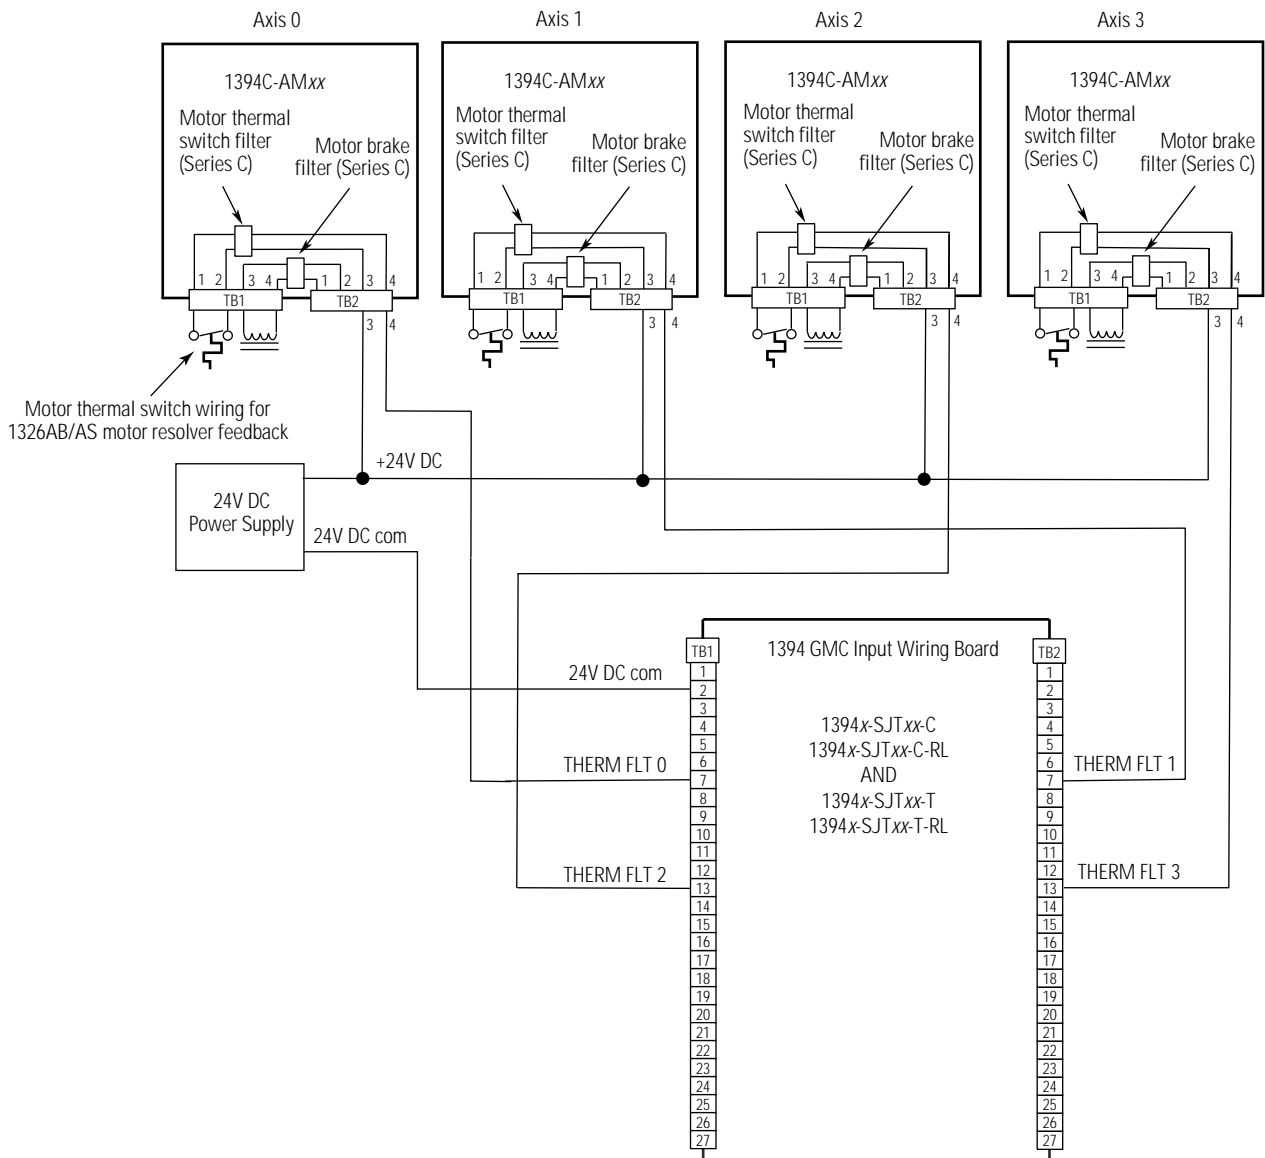 Axis 0
Axis 1
Axis 2
Axis 3
1394C-AMxx
Motor thermal
switch filter
(Series C)
Motor brake
filter (Series C)
1 2 3 4 1 2 3 4
TB1 TB2
3 4
1394C-AMxx
Motor thermal
switch filter
(Series C)
Motor brake
filter (Series C)
1 2 3 4 1 2 3 4
TB1 TB2
3 4
1394C-AMxx
Motor thermal
switch filter
(Series C)
Motor brake
filter (Series C)
1 2 3 4 1 2 3 4
TB1 TB2
3 4
1394C-AMxx
Motor thermal
switch filter
(Series C)
Motor brake
filter (Series C)
1 2 3 4 1 2 3 4
TB1 TB2
3 4
Motor thermal switch wiring for
1326AB/AS motor resolver feedback
+24V DC
24V DC
Power Supply
24V DC com
1394 GMC Input Wiring Board
1394x-SJTxx-C
1394x-SJTxx-C-RL
AND
1394x-SJTxx-T
1394x-SJTxx-T-RL
24V DC com
THERM FLT 0
THERM FLT 2
TB1
1
2
3
4
5
6
7
8
9
10
11
12
13
14
15
16
17
18
19
20
21
22
23
24
25
26
27
TB2
1
2
3
4
5
6
7
8
9
10
11
12
13
14
15
16
17
18
19
20
21
22
23
24
25
26
27
THERM FLT 1
THERM FLT 3